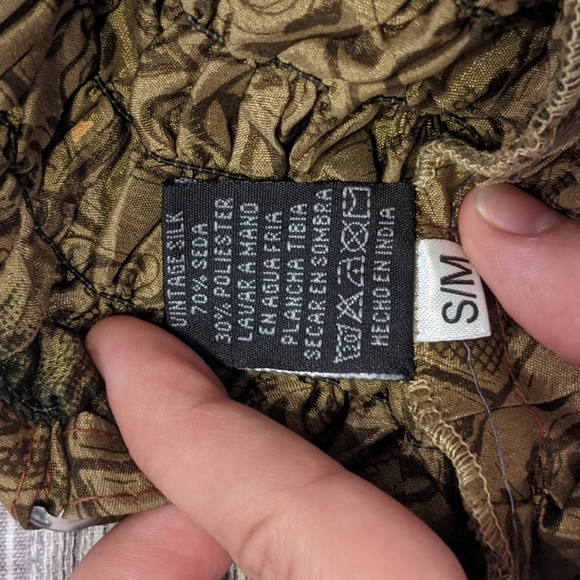 VINTAGE SILK
70% SEDA
30% POLIESTER
LAVAR A MANO
EN AGUA FRIA
PLANCHA TIBIA
SECAR EN SOMBRA
HECHO EN INDIA
S/M